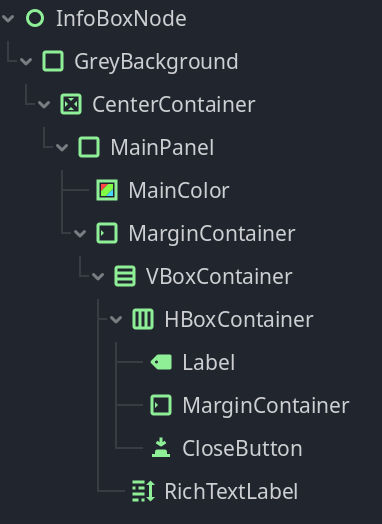 InfoBoxNode
GreyBackground
CenterContainer
MainPanel
MainColor
MarginContainer
VBoxContainer
HBoxContainer
Label
MarginContainer
CloseButton
RichTextLabel